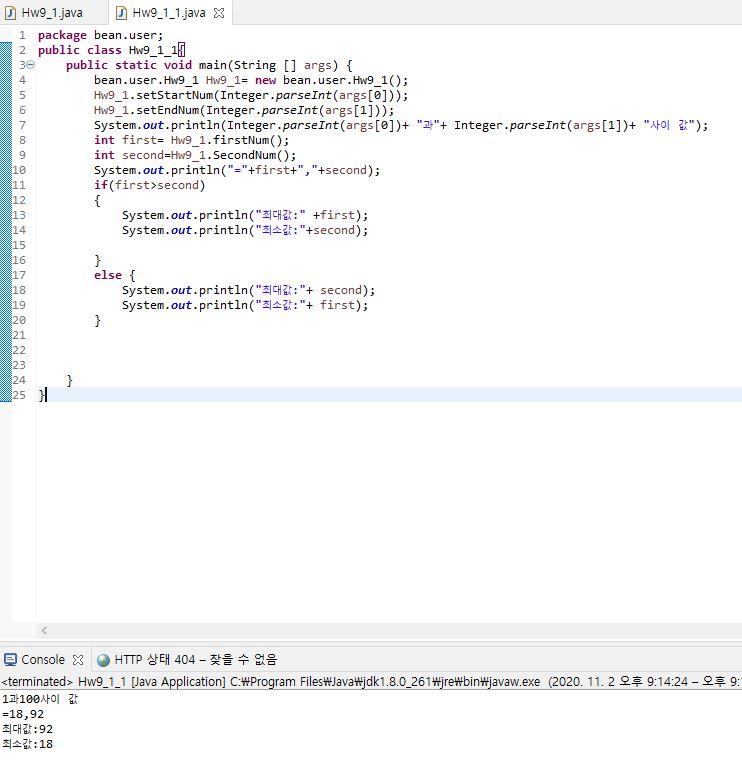 Hw9_1.java Hw9_1_1.java
1 package bean.user;
2 public class Hw9_1_1{
3 public static void main(String [] args) {
4 bean.user.Hw9_1 Hw9_1= new bean.user.Hw9_1();
5 Hw9_1.setStartNum(Integer.parseInt(args[0]));
6 Hw9_1.setEndNum(Integer.parseInt(args[1]));
7 System.out.println(Integer.parseInt(args[0])+ "과"+ Integer.parseInt(args[1])+ "사이 값");
8 int first= Hw9_1.firstNum();
9 int second=Hw9_1.SecondNum();
10 System.out.println("="+first+","+second);
11 if(first>second)
12 {
13 System.out.println("최대값:" +first);
14 System.out.println("최소값:"+second);
15
16 }
17 else {
18 System.out.println("최대값:"+ second);
19 System.out.println("최소값:"+ first);
20 }
21
22
23
24 }
25 }
Console HTTP 상태 404 – 찾을 수 없음
<terminated> Hw9_1_1 [Java Application] C:₩Program Files₩Java₩jdk1.8.0_261₩jre₩bin₩javaw.exe (2020. 11. 2 오후 9:14:24 – 오후 9:
1과100사이 값
=18,92
최대값:92
최소값:18